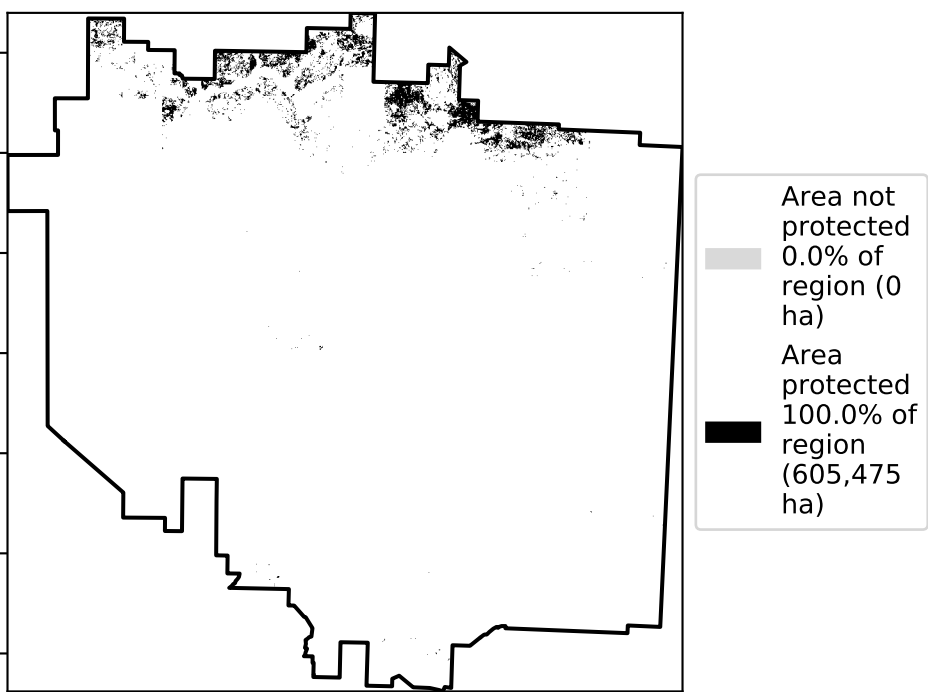 Area not
protected
0.0% of
region (0
ha)
Area
protected
100.0% of
region
(605,475
ha)